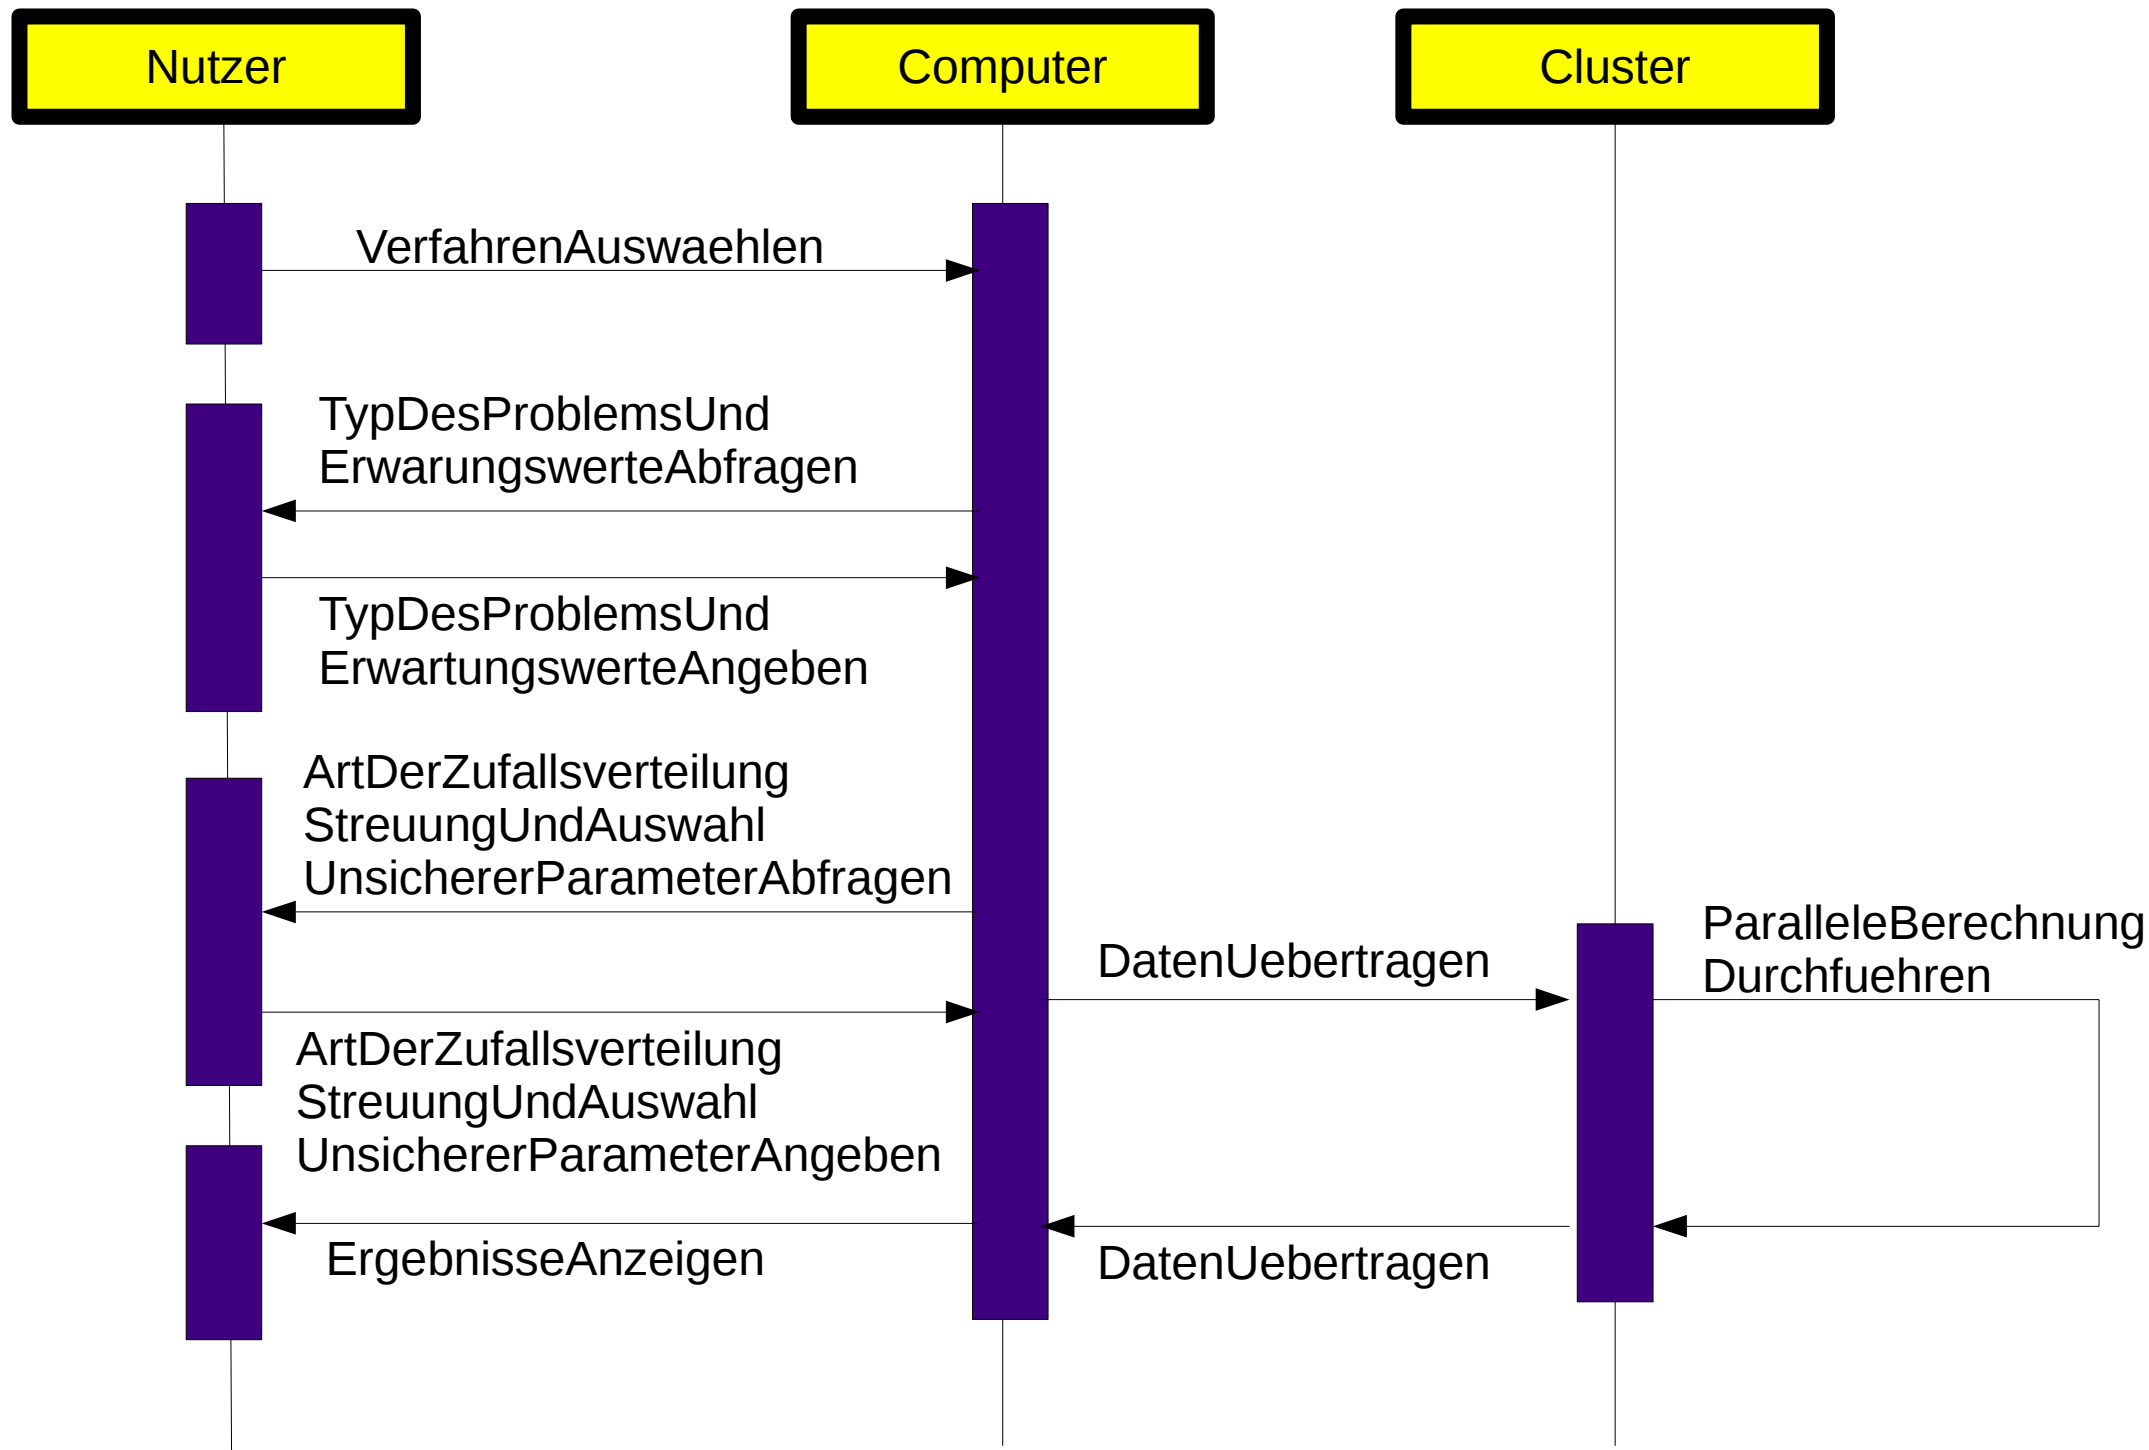 Nutzer
Computer
Cluster
VerfahrenAuswaehlen
TypDesProblemsUnd
ErwarungswerteAbfragen
TypDesProblemsUnd
ErwartungswerteAngeben
ArtDerZufallsverteilung
StreuungUndAuswahl
UnsichererParameterAbfragen
DatenUebertragen
ParalleleBerechnung
Durchfuehren
ArtDerZufallsverteilung
StreuungUndAuswahl
UnsichererParameterAngeben
ErgebnisseAnzeigen
DatenUebertragen